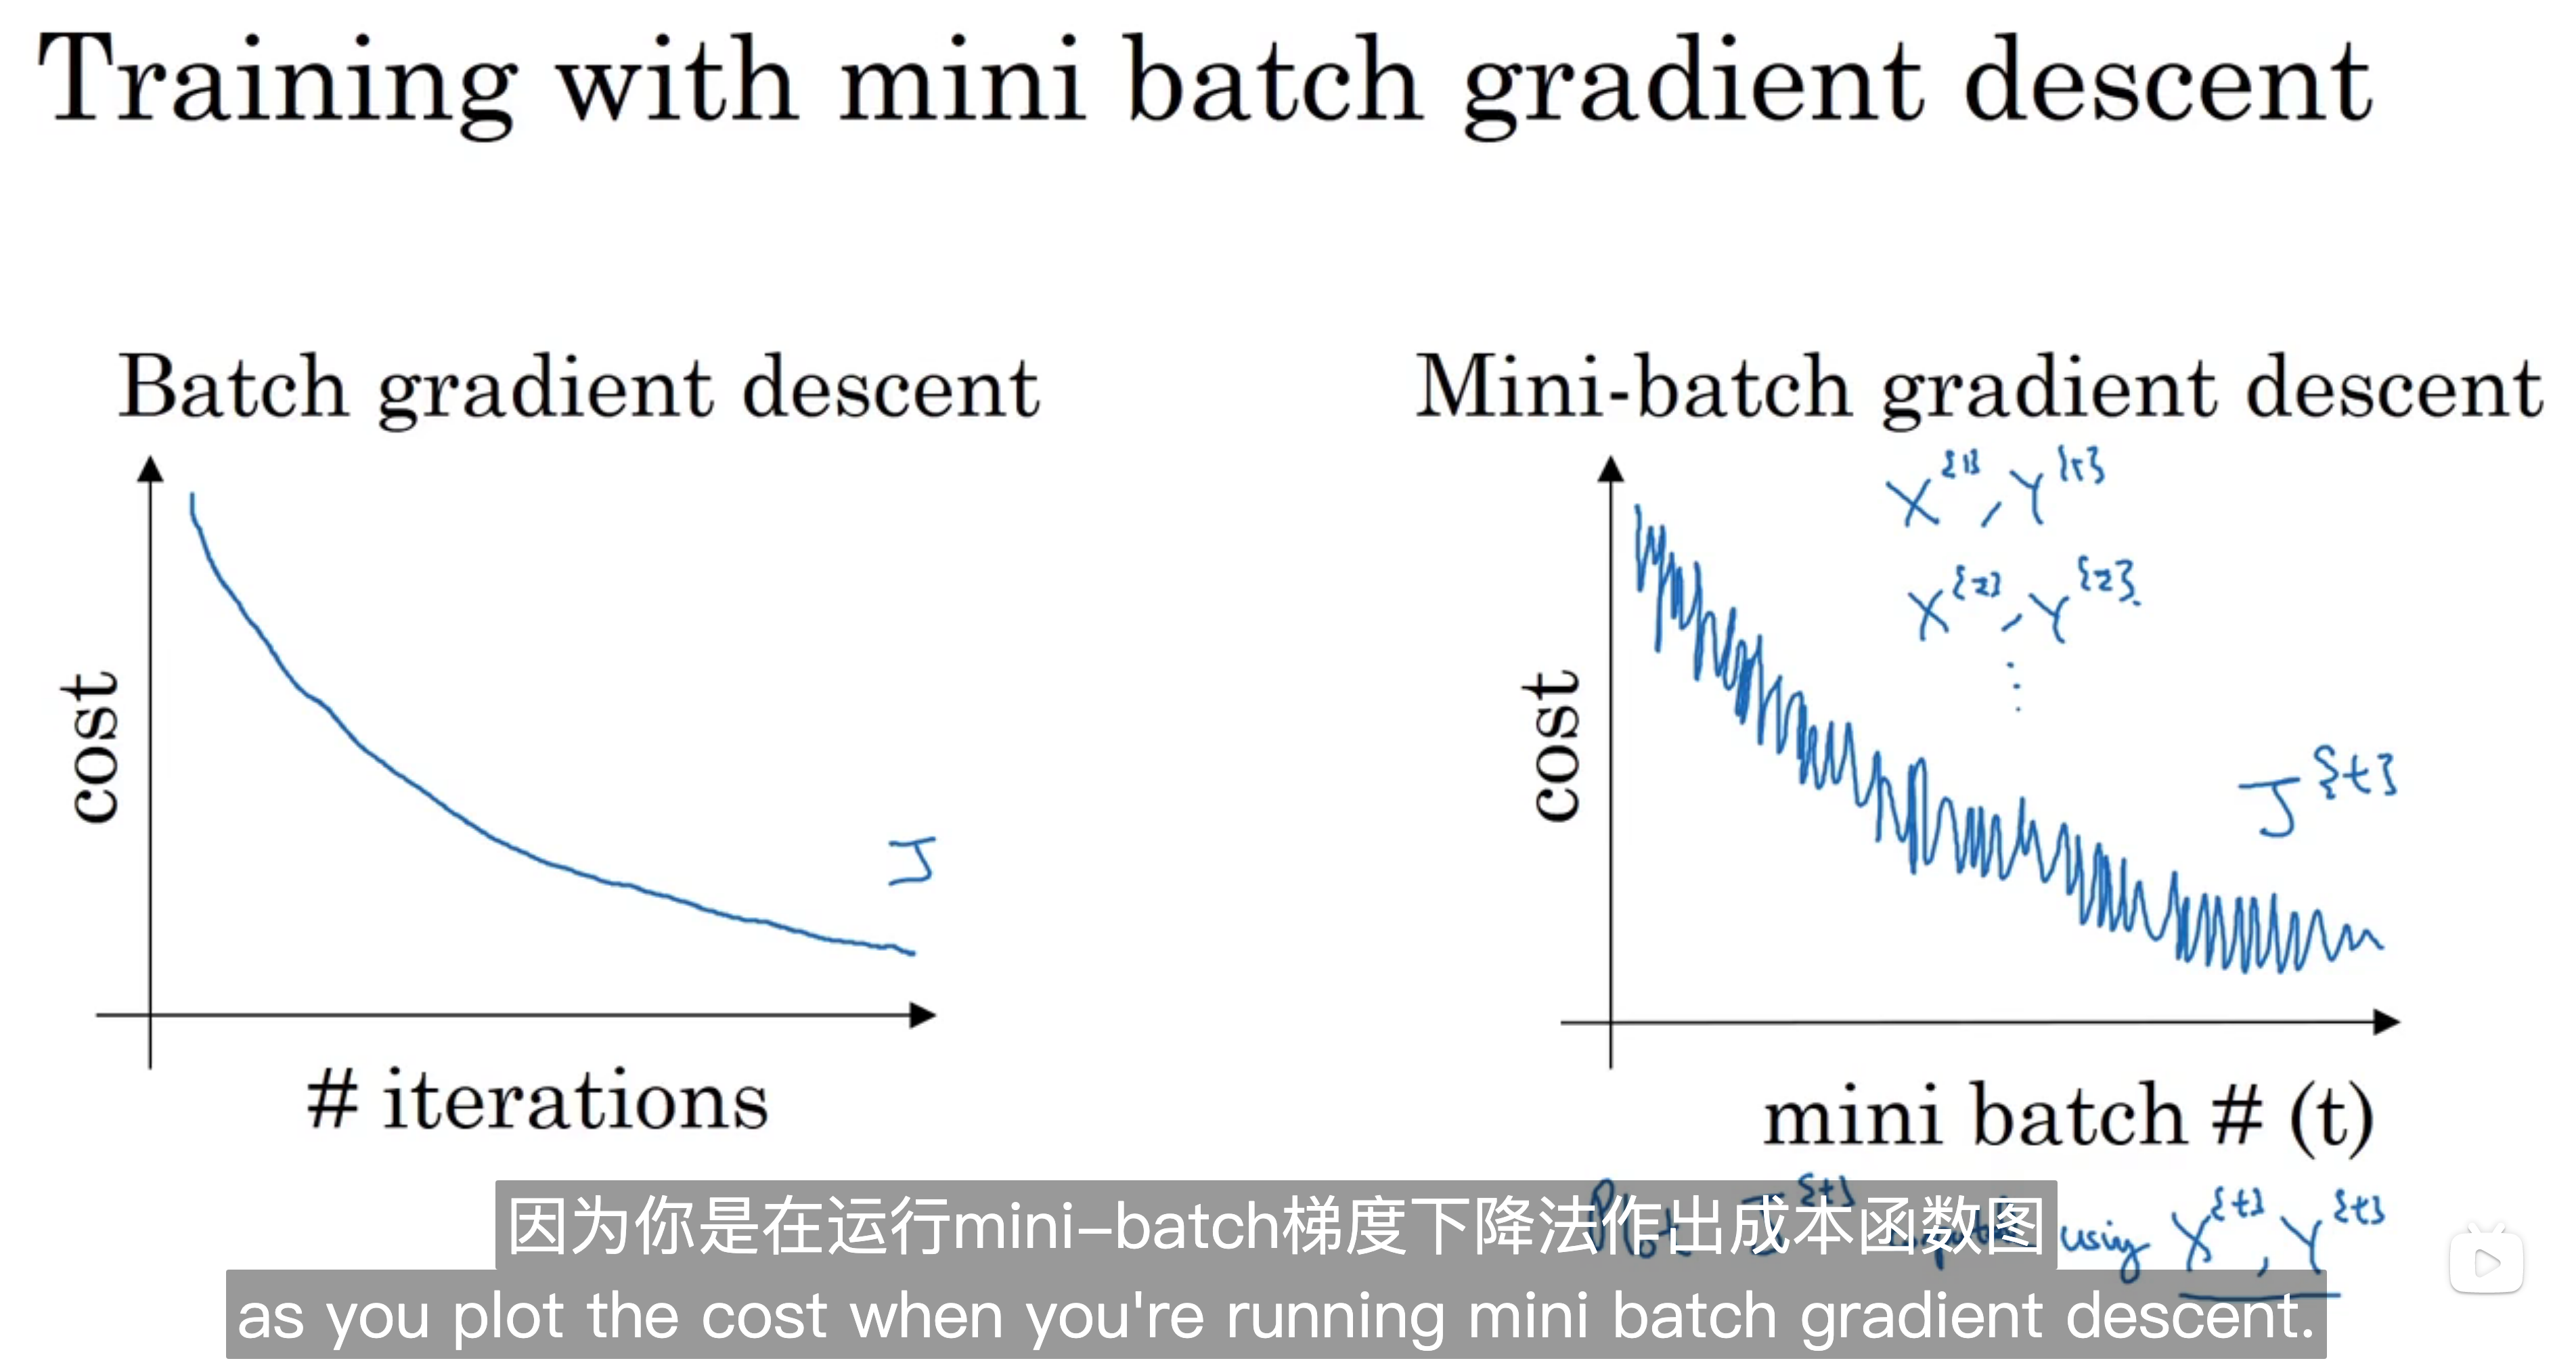 Training with mini batch gradient descent
Batch gradient descent
cost
J
# iterations
Mini-batch gradient descent
X^{1}, Y^{1}
X^{2}, Y^{2}
⋮
cost
J^{t}
mini batch # (t)
Plot J^{t} using X^{t}, Y^{t}
因为你是在运行mini-batch梯度下降法作出成本函数图
as you plot the cost when you're running mini batch gradient descent.